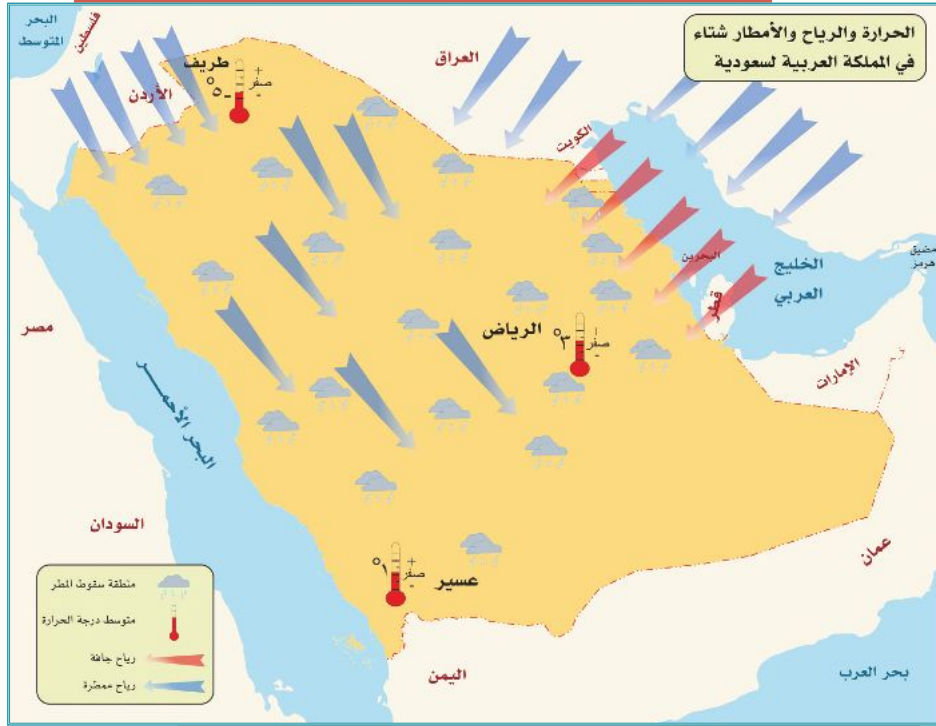 الحرارة والرياح والأمطار شتاء
في المملكة العربية لسعودية
البحر
المتوسط
فلسطين
الأردن
العراق
الكويت
طريف
+
صفر
-
-٥°
البحرين
الخليج
العربي
مضيق
هرمز
قطر
الإمارات
الرياض
٣°
صفر
-
مصر
البحر الأحمـــــر
السودان
عسير
١°
+
صفر
-
عمان
اليمن
بحر العرب
منطقة سقوط المطر
متوسط درجة الحرارة
رياح جافة
رياح ممطرة